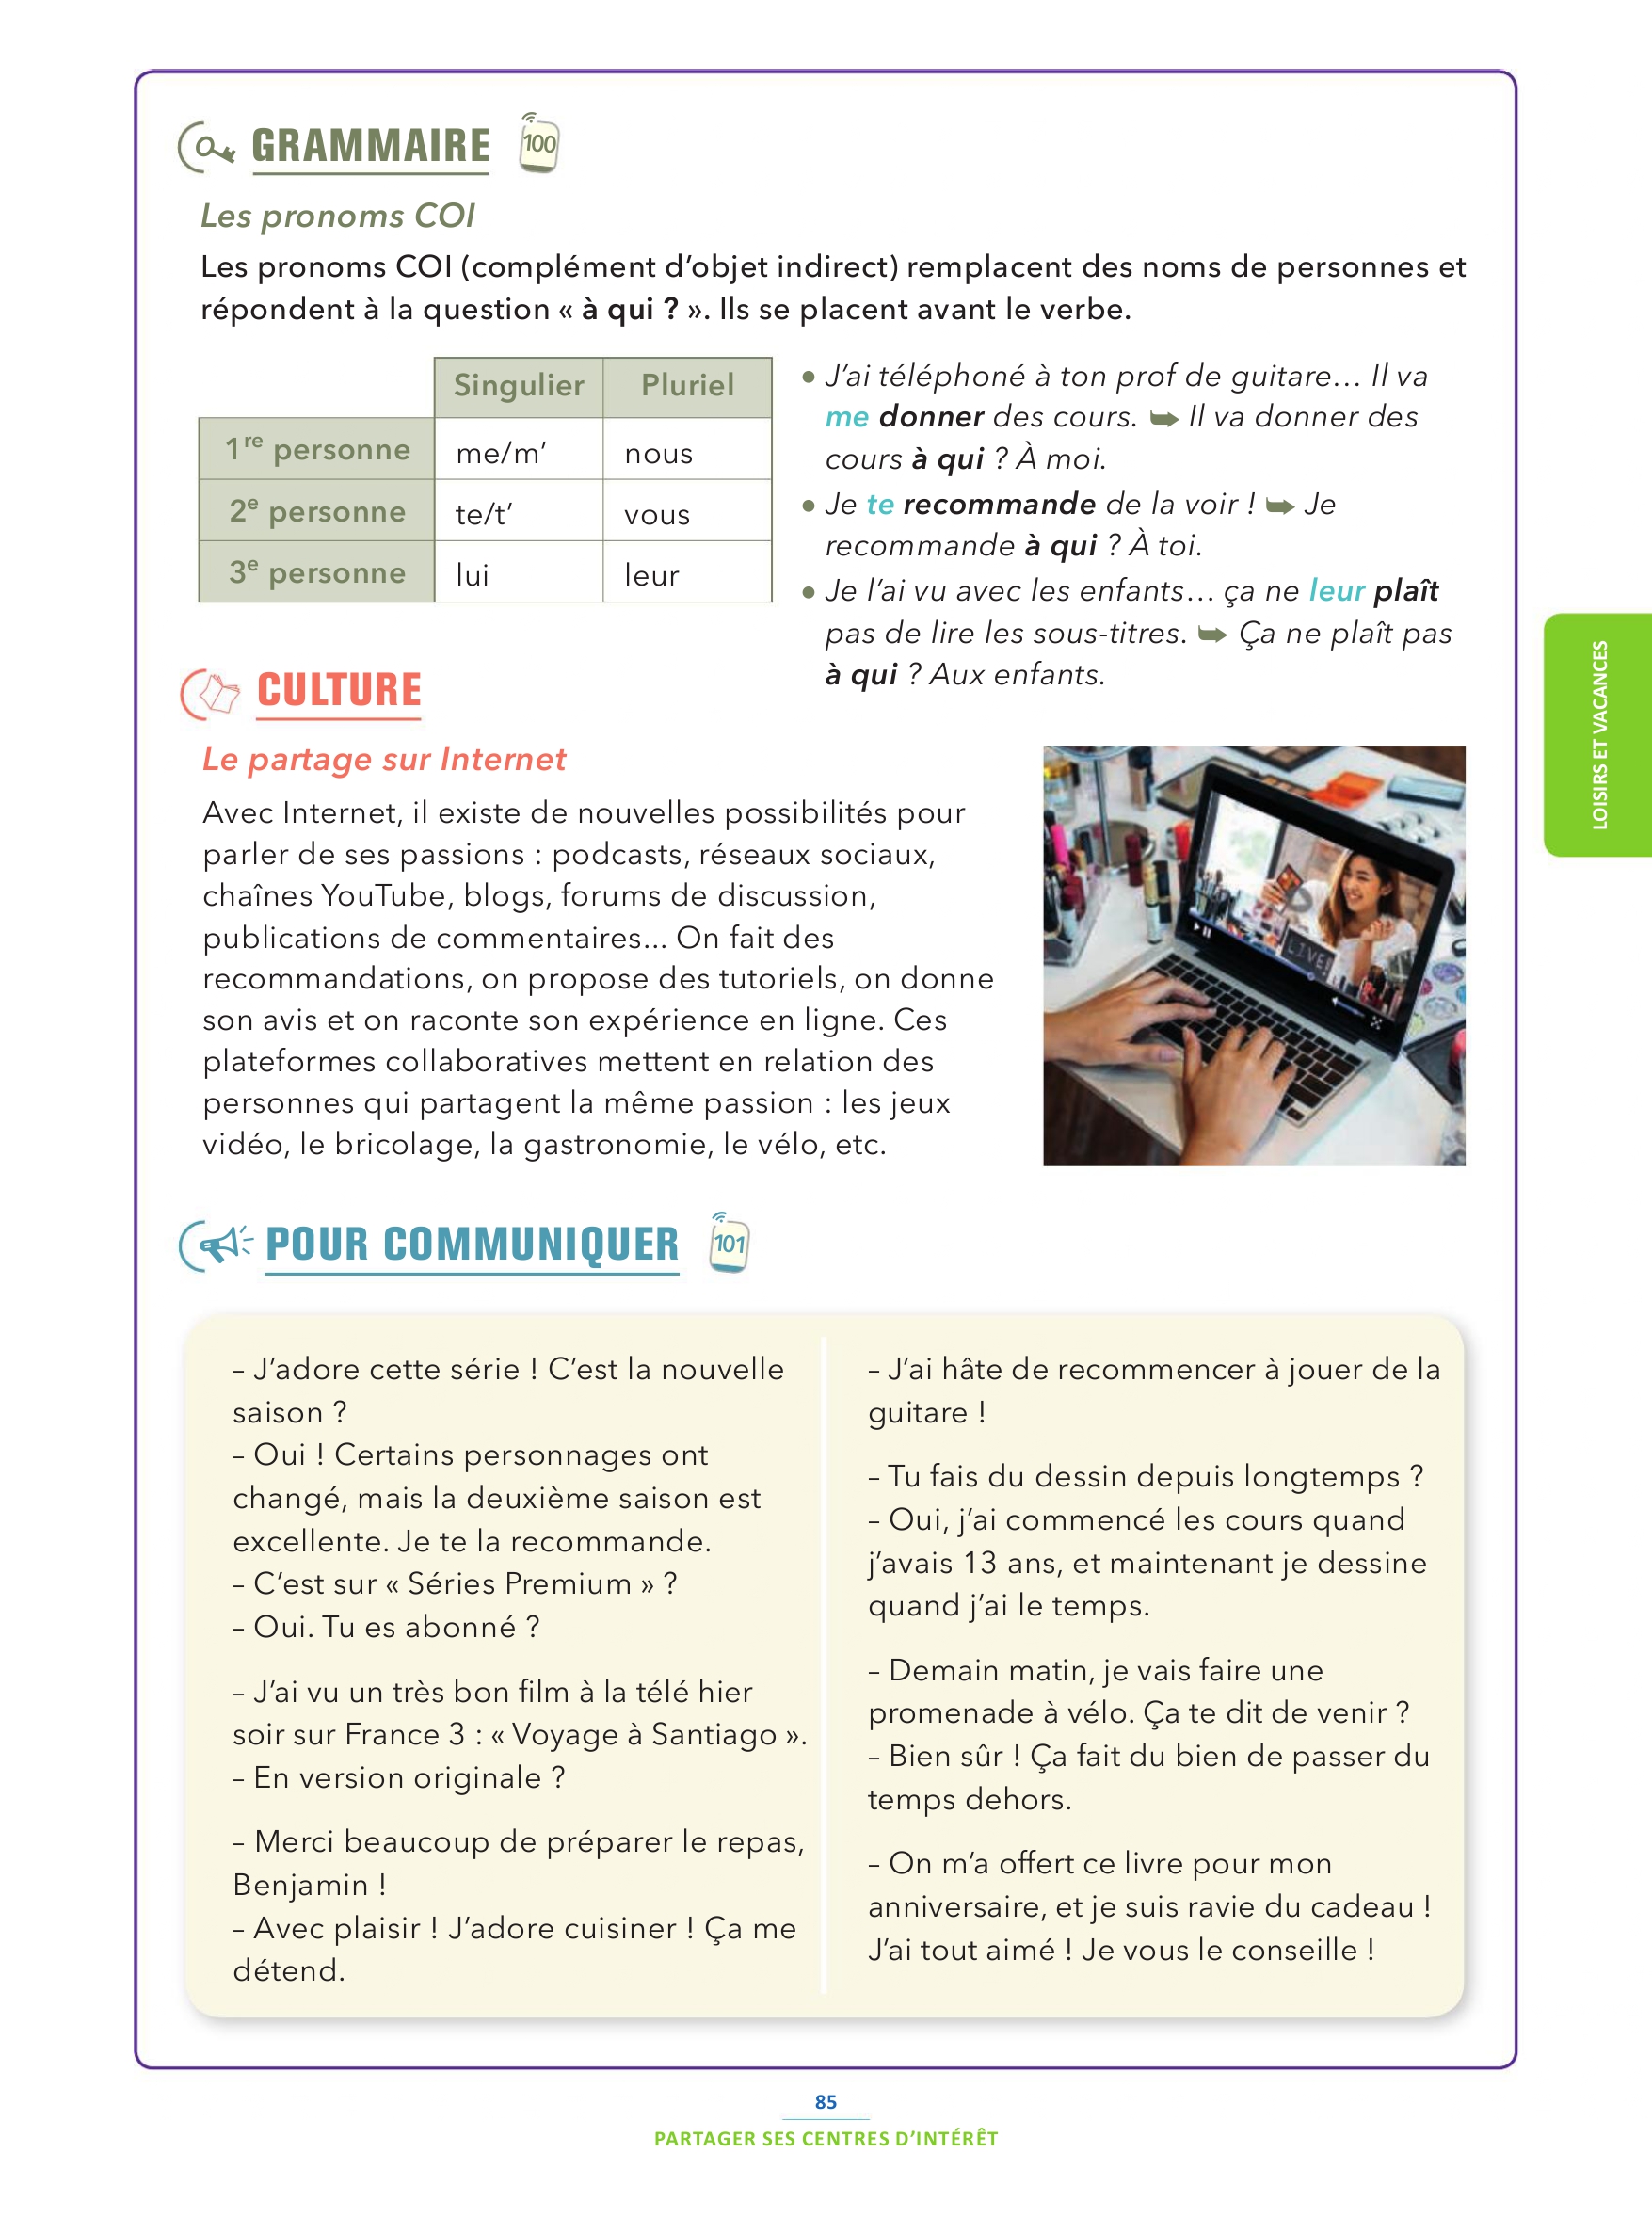 GRAMMAIRE 100
Les pronoms COI
Les pronoms COI (complément d’objet indirect) remplacent des noms de personnes et
répondent à la question « à qui ? ». Ils se placent avant le verbe.
Singulier Pluriel
1re personne me/m’ nous
2e personne te/t’ vous
3e personne lui leur
• J’ai téléphoné à ton prof de guitare… Il va
me donner des cours. ➥ Il va donner des
cours à qui ? À moi.
• Je te recommande de la voir ! ➥ Je
recommande à qui ? À toi.
• Je l’ai vu avec les enfants… ça ne leur plaît
pas de lire les sous-titres. ➥ Ça ne plaît pas
à qui ? Aux enfants.
LOISIRS ET VACANCES
CULTURE
Le partage sur Internet
Avec Internet, il existe de nouvelles possibilités pour
parler de ses passions : podcasts, réseaux sociaux,
chaînes YouTube, blogs, forums de discussion,
publications de commentaires... On fait des
recommandations, on propose des tutoriels, on donne
son avis et on raconte son expérience en ligne. Ces
plateformes collaboratives mettent en relation des
personnes qui partagent la même passion : les jeux
vidéo, le bricolage, la gastronomie, le vélo, etc.
LIVE!
POUR COMMUNIQUER 101
– J’adore cette série ! C’est la nouvelle
saison ?
– Oui ! Certains personnages ont
changé, mais la deuxième saison est
excellente. Je te la recommande.
– C’est sur « Séries Premium » ?
– Oui. Tu es abonné ?
– J’ai vu un très bon film à la télé hier
soir sur France 3 : « Voyage à Santiago ».
– En version originale ?
– Merci beaucoup de préparer le repas,
Benjamin !
– Avec plaisir ! J’adore cuisiner ! Ça me
détend.
– J’ai hâte de recommencer à jouer de la
guitare !
– Tu fais du dessin depuis longtemps ?
– Oui, j’ai commencé les cours quand
j’avais 13 ans, et maintenant je dessine
quand j’ai le temps.
– Demain matin, je vais faire une
promenade à vélo. Ça te dit de venir ?
– Bien sûr ! Ça fait du bien de passer du
temps dehors.
– On m’a offert ce livre pour mon
anniversaire, et je suis ravie du cadeau !
J’ai tout aimé ! Je vous le conseille !
85
PARTAGER SES CENTRES D’INTÉRÊT